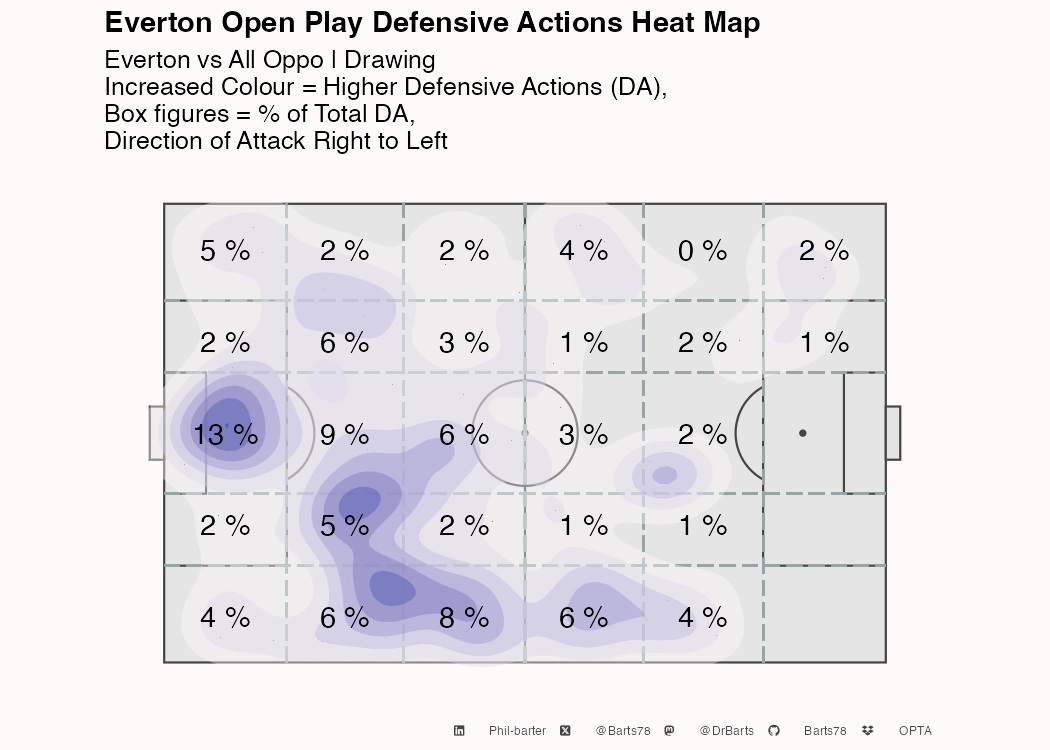 Everton Open Play Defensive Actions Heat Map
Everton vs All Oppo | Drawing
Increased Colour = Higher Defensive Actions (DA),
Box figures = % of Total DA,
Direction of Attack Right to Left
5 % 2 % 2 % 4 % 0 % 2 %
2 % 6 % 3 % 1 % 2 % 1 %
13 % 9 % 6 % 3 % 2 %
2 % 5 % 2 % 1 % 1 %
4 % 6 % 8 % 6 % 4 %
Phil-barter @Barts78 @DrBarts Barts78 OPTA